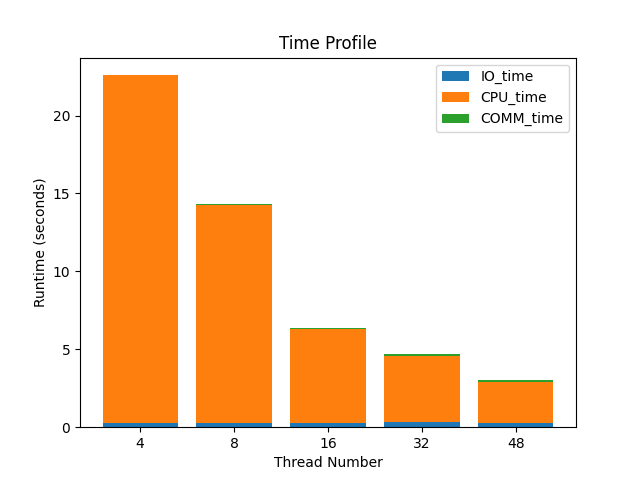 Time Profile
IO_time
CPU_time
COMM_time
Runtime (seconds)
20
15
10
5
0
4 8 16 32 48
Thread Number